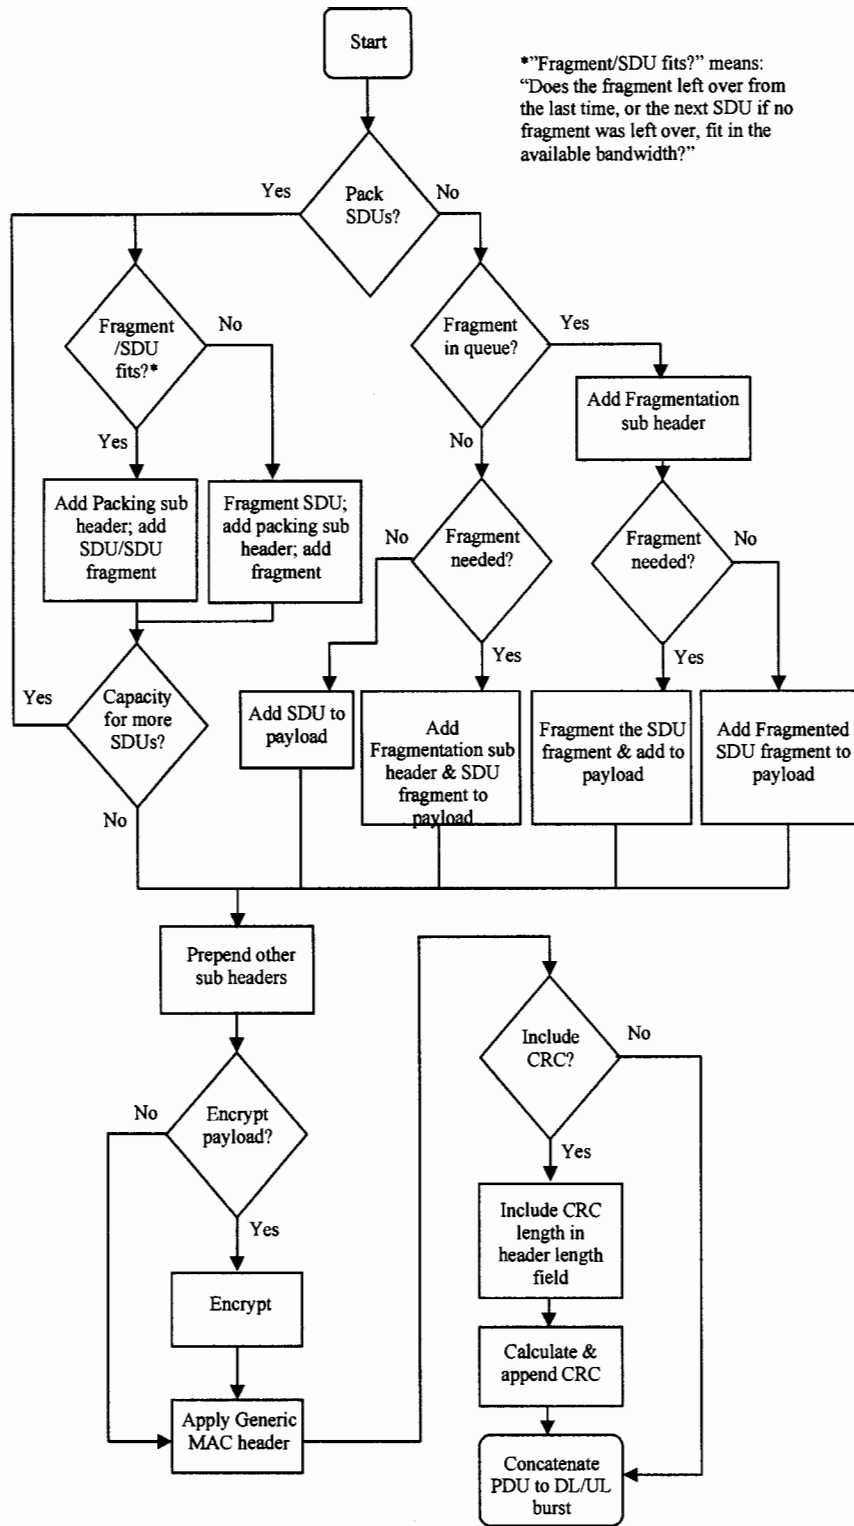 Start
*"Fragment/SDU fits?" means:
"Does the fragment left over from
the last time, or the next SDU if no
fragment was left over, fit in the
available bandwidth?"
Yes
Pack
SDUs?
No
Fragment
/SDU
fits?*
No
Yes
Fragment
in queue?
Yes
No
Add Fragmentation
sub header
Add Packing sub
header; add
SDU/SDU
fragment
Fragment SDU;
add packing sub
header; add
fragment
No
Fragment
needed?
Yes
Fragment
needed?
No
Yes
Yes
Capacity
for more
SDUs?
No
Add SDU to
payload
Add
Fragmentation sub
header & SDU
fragment to
payload
Fragment the SDU
fragment & add to
payload
Add Fragmented
SDU fragment to
payload
Prepend other
sub headers
No
Encrypt
payload?
Yes
Encrypt
Apply Generic
MAC header
Include
CRC?
No
Yes
Include CRC
length in
header length
field
Calculate &
append CRC
Concatenate
PDU to DL/UL
burst